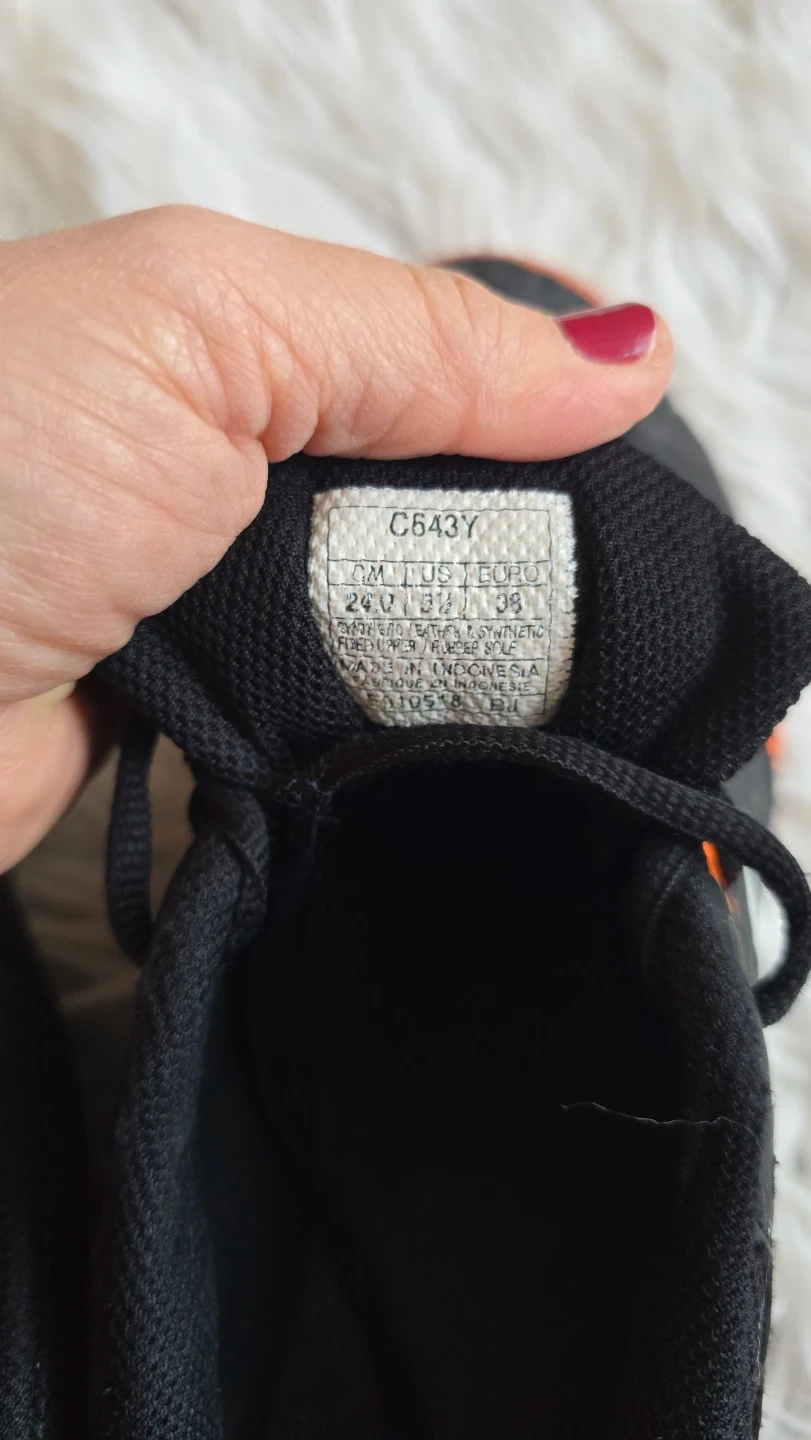 C643Y
CM US EURO
24.0 5½ 38
SYNTHETIC LEATHER & SYNTHETIC
FIBER UPPER / RUBBER SOLE
MADE IN INDONESIA
FABRIQUE EN INDONESIE
BJ